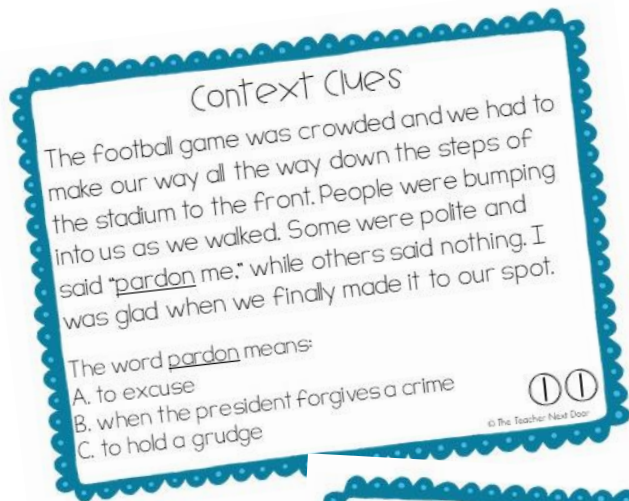 Context Clues
The football game was crowded and we had to
make our way all the way down the steps of
the stadium to the front. People were bumping
into us as we walked. Some were polite and
said "pardon me." while others said nothing. I
was glad when we finally made it to our spot.
The word pardon means:
A. to excuse
B. when the president forgives a crime
C. to hold a grudge
11
© The Teacher Next Door